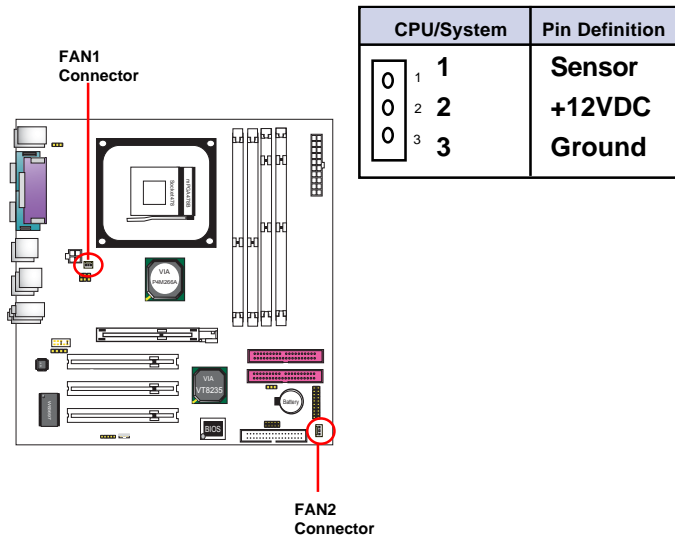 FAN1
Connector
CPU/System Pin Definition
1 1 Sensor
2 2 +12VDC
3 3 Ground
mPGA478B
Socket478
VIA
P4M266A
VIA
VT8235
Battery
BIOS
FAN2
Connector